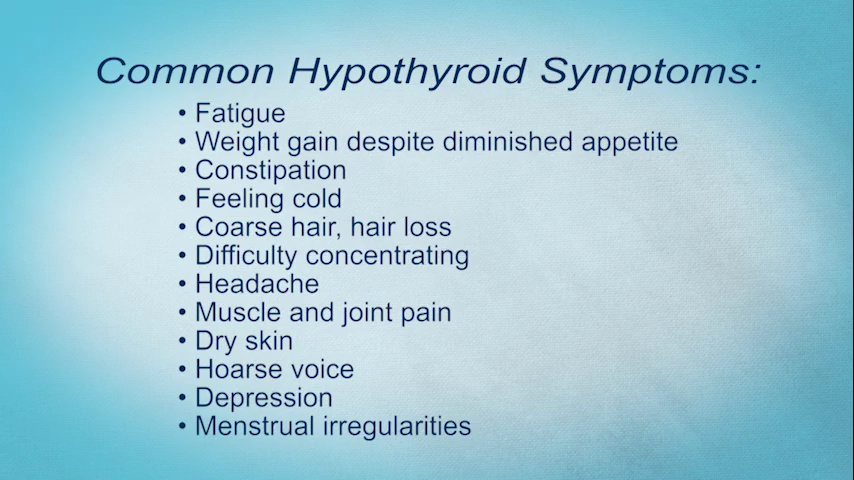 Common Hypothyroid Symptoms:
• Fatigue
• Weight gain despite diminished appetite
• Constipation
• Feeling cold
• Coarse hair, hair loss
• Difficulty concentrating
• Headache
• Muscle and joint pain
• Dry skin
• Hoarse voice
• Depression
• Menstrual irregularities